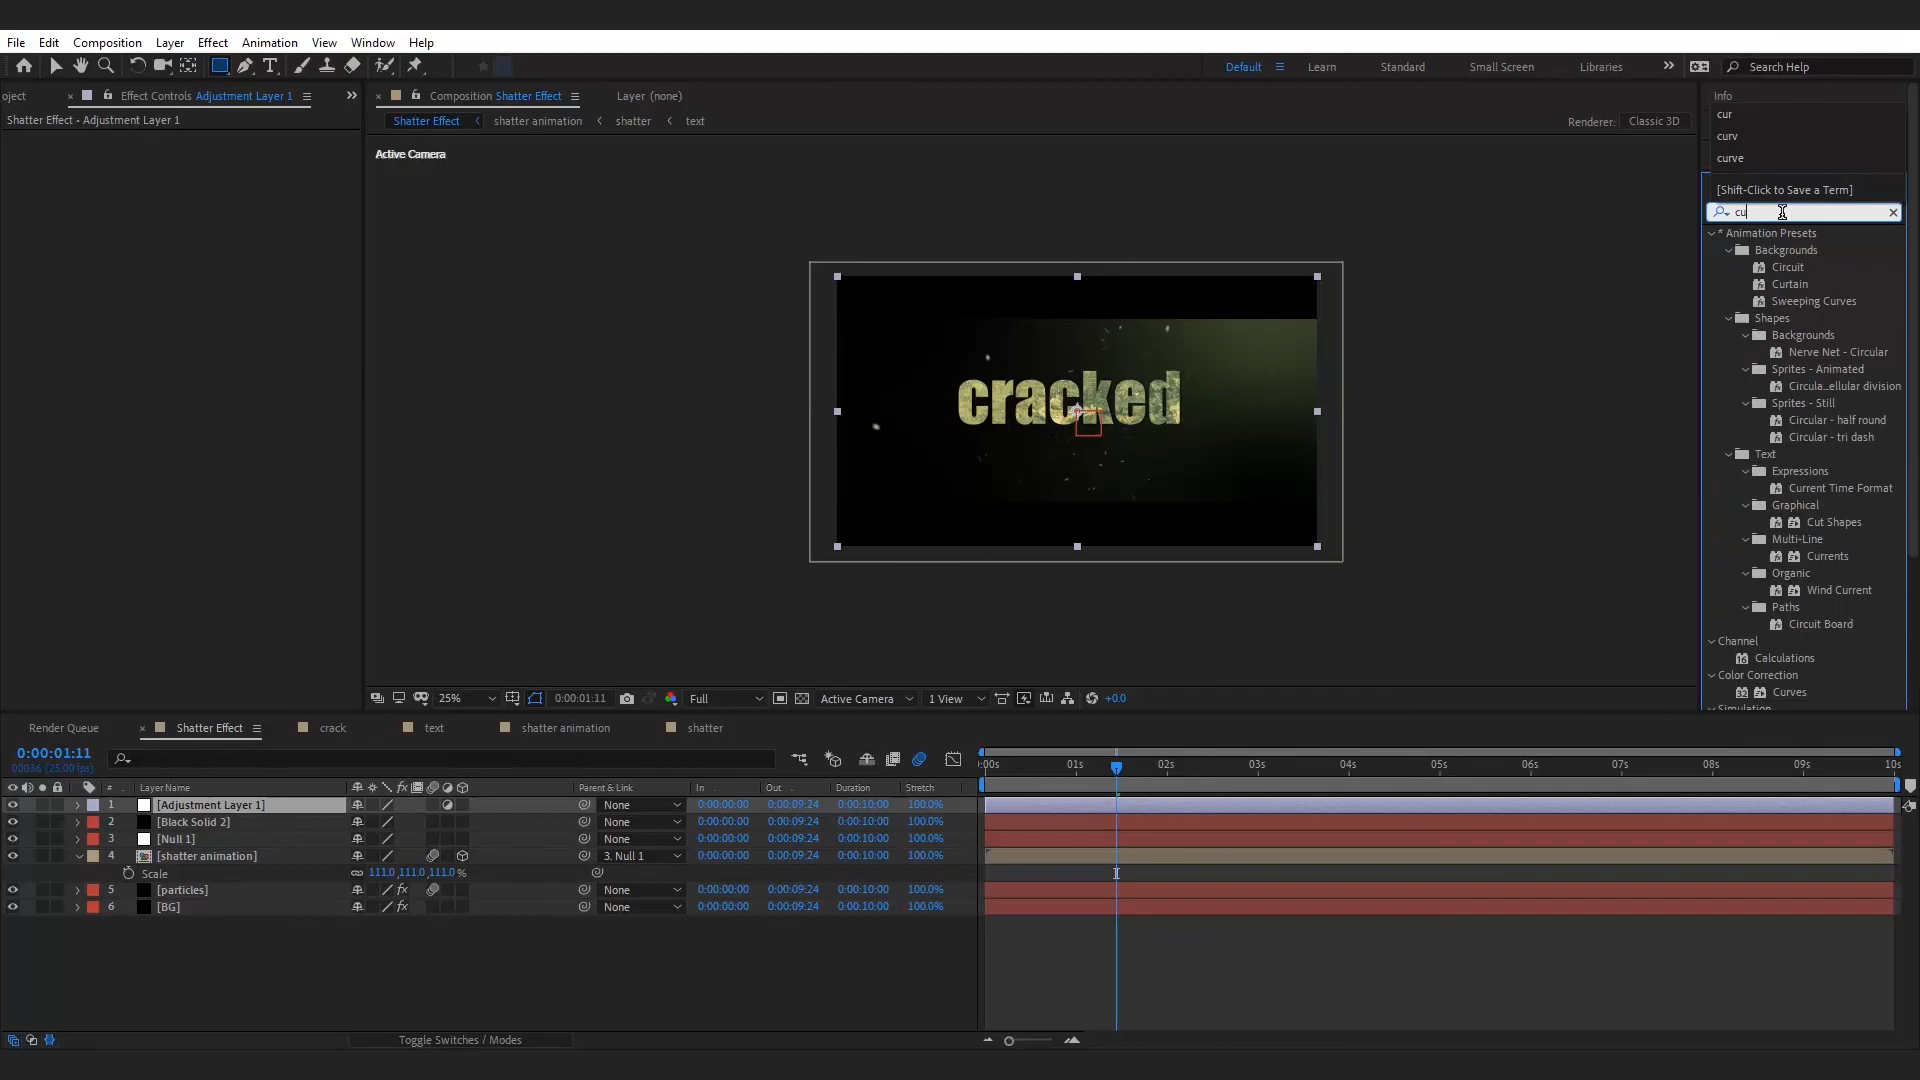 File Edit Composition Layer Effect Animation View Window Help
Default Learn Standard Small Screen Libraries Search Help
oject × Effect Controls Adjustment Layer 1
Shatter Effect • Adjustment Layer 1
× Composition Shatter Effect Layer (none)
Shatter Effect shatter animation shatter text
Renderer: Classic 3D
Active Camera
cracked
25% 0:00:01:11 Full Active Camera 1 View +0.0
Info
cur
curv
curve
[Shift-Click to Save a Term]
cu
* Animation Presets
Backgrounds
Circuit
Curtain
Sweeping Curves
Shapes
Backgrounds
Nerve Net - Circular
Sprites - Animated
Circula...ellular division
Sprites - Still
Circular - half round
Circular - tri dash
Text
Expressions
Current Time Format
Graphical
Cut Shapes
Multi-Line
Currents
Organic
Wind Current
Paths
Circuit Board
Channel
16 Calculations
Color Correction
32 Curves
Simulation
Render Queue × Shatter Effect crack text shatter animation shatter
0:00:01:11
00036 (25.00 fps)
:00s 01s 02s 03s 04s 05s 06s 07s 08s 09s 10s
# Layer Name fx Parent & Link In Out Duration Stretch
1 [Adjustment Layer 1] None 0:00:00:00 0:00:09:24 0:00:10:00 100.0%
2 [Black Solid 2] None 0:00:00:00 0:00:09:24 0:00:10:00 100.0%
3 [Null 1] None 0:00:00:00 0:00:09:24 0:00:10:00 100.0%
4 [shatter animation] 3. Null 1 0:00:00:00 0:00:09:24 0:00:10:00 100.0%
Scale 111.0,111.0,111.0%
5 [particles] fx None 0:00:00:00 0:00:09:24 0:00:10:00 100.0%
6 [BG] fx None 0:00:00:00 0:00:09:24 0:00:10:00 100.0%
Toggle Switches / Modes